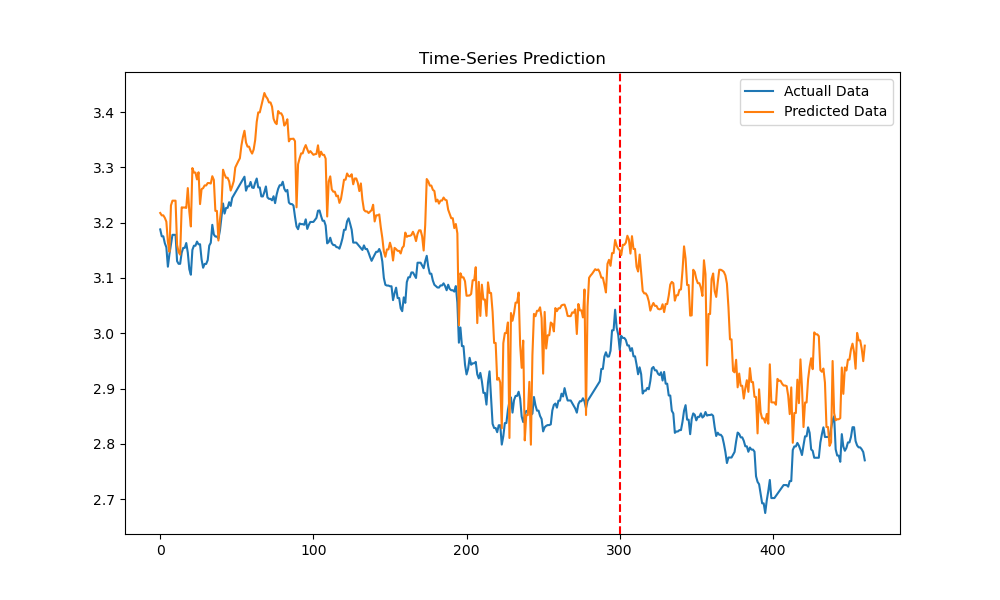 Time-Series Prediction
Actuall Data
Predicted Data
3.4
3.3
3.2
3.1
3.0
2.9
2.8
2.7
0 100 200 300 400